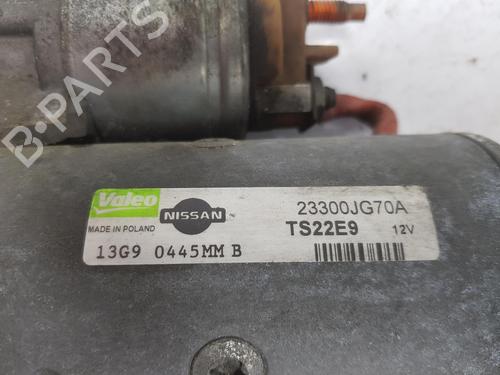 B-PARTS
Valeo
NISSAN
23300JG70A
MADE IN POLAND
TS22E9
12V
13G9 0445MM B